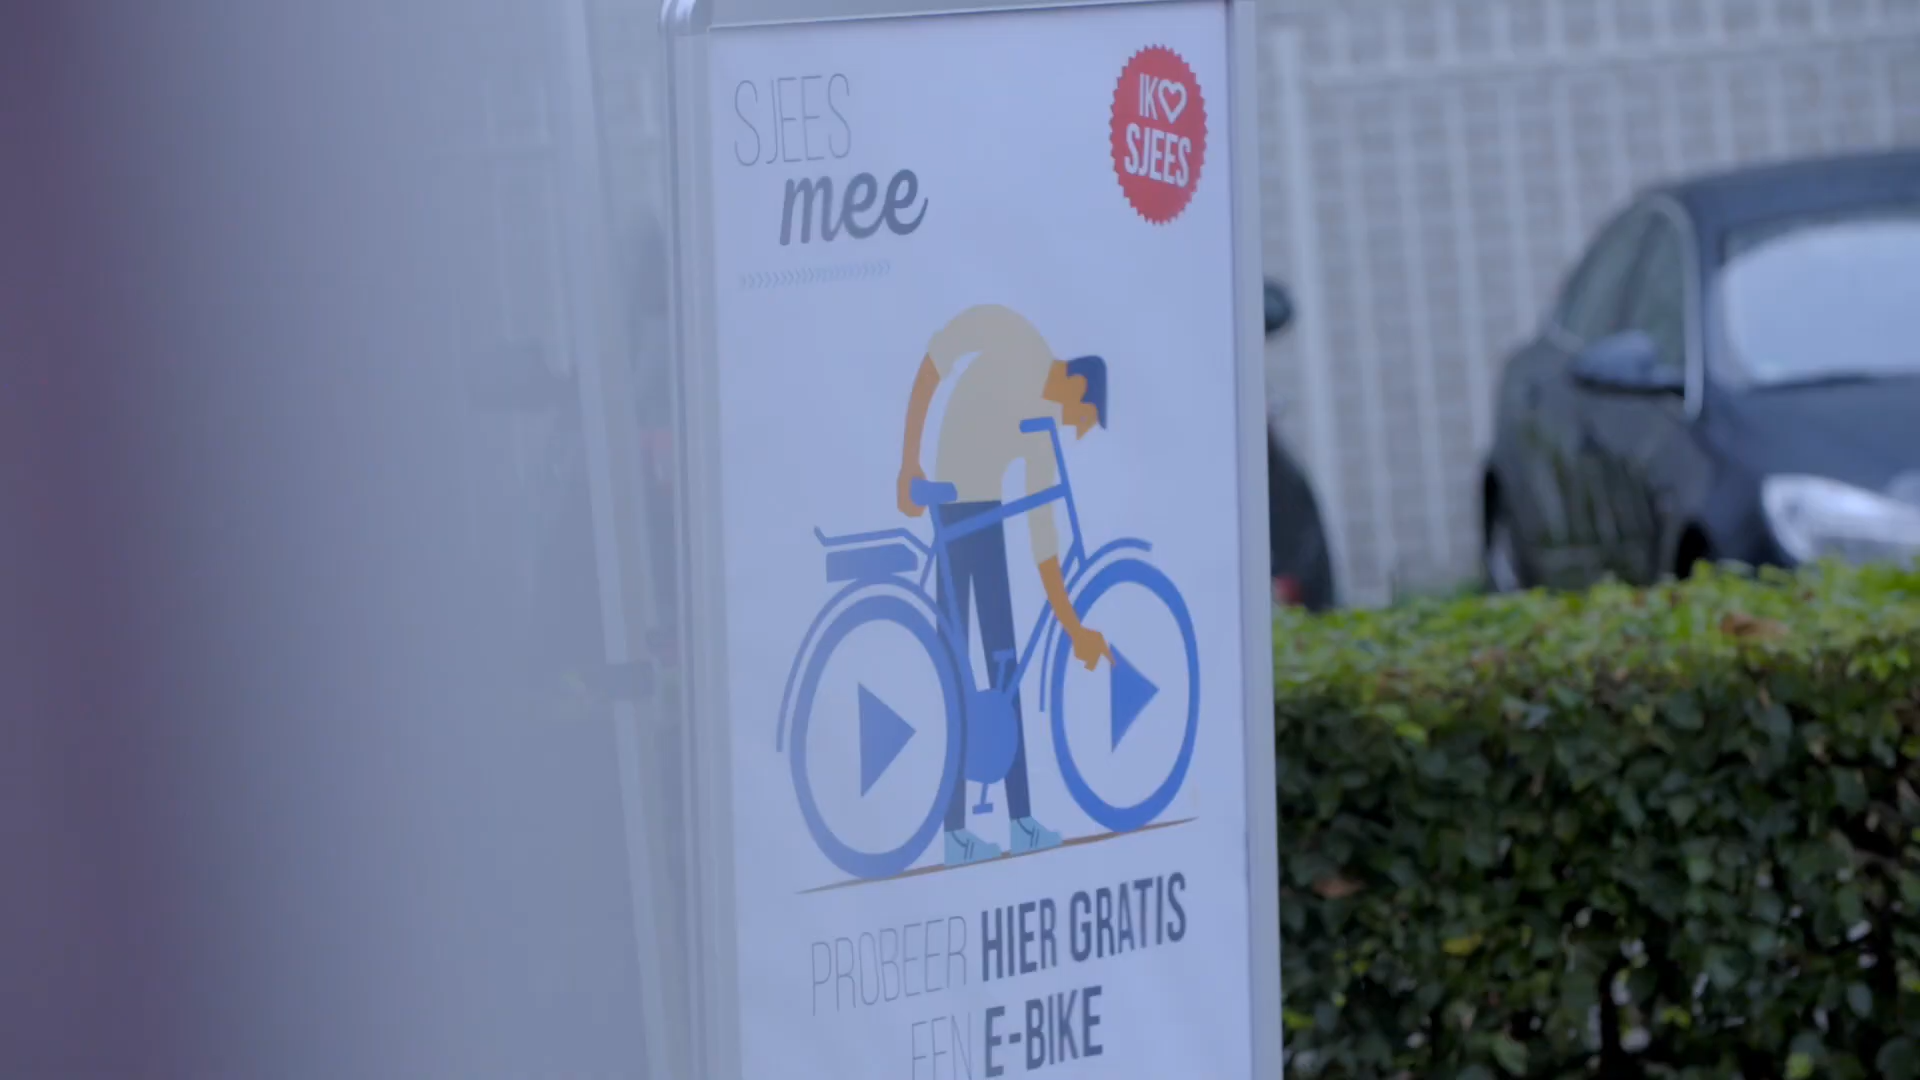 SJEES
mee
IK
SJEES
PROBEER HIER GRATIS
EEN E-BIKE